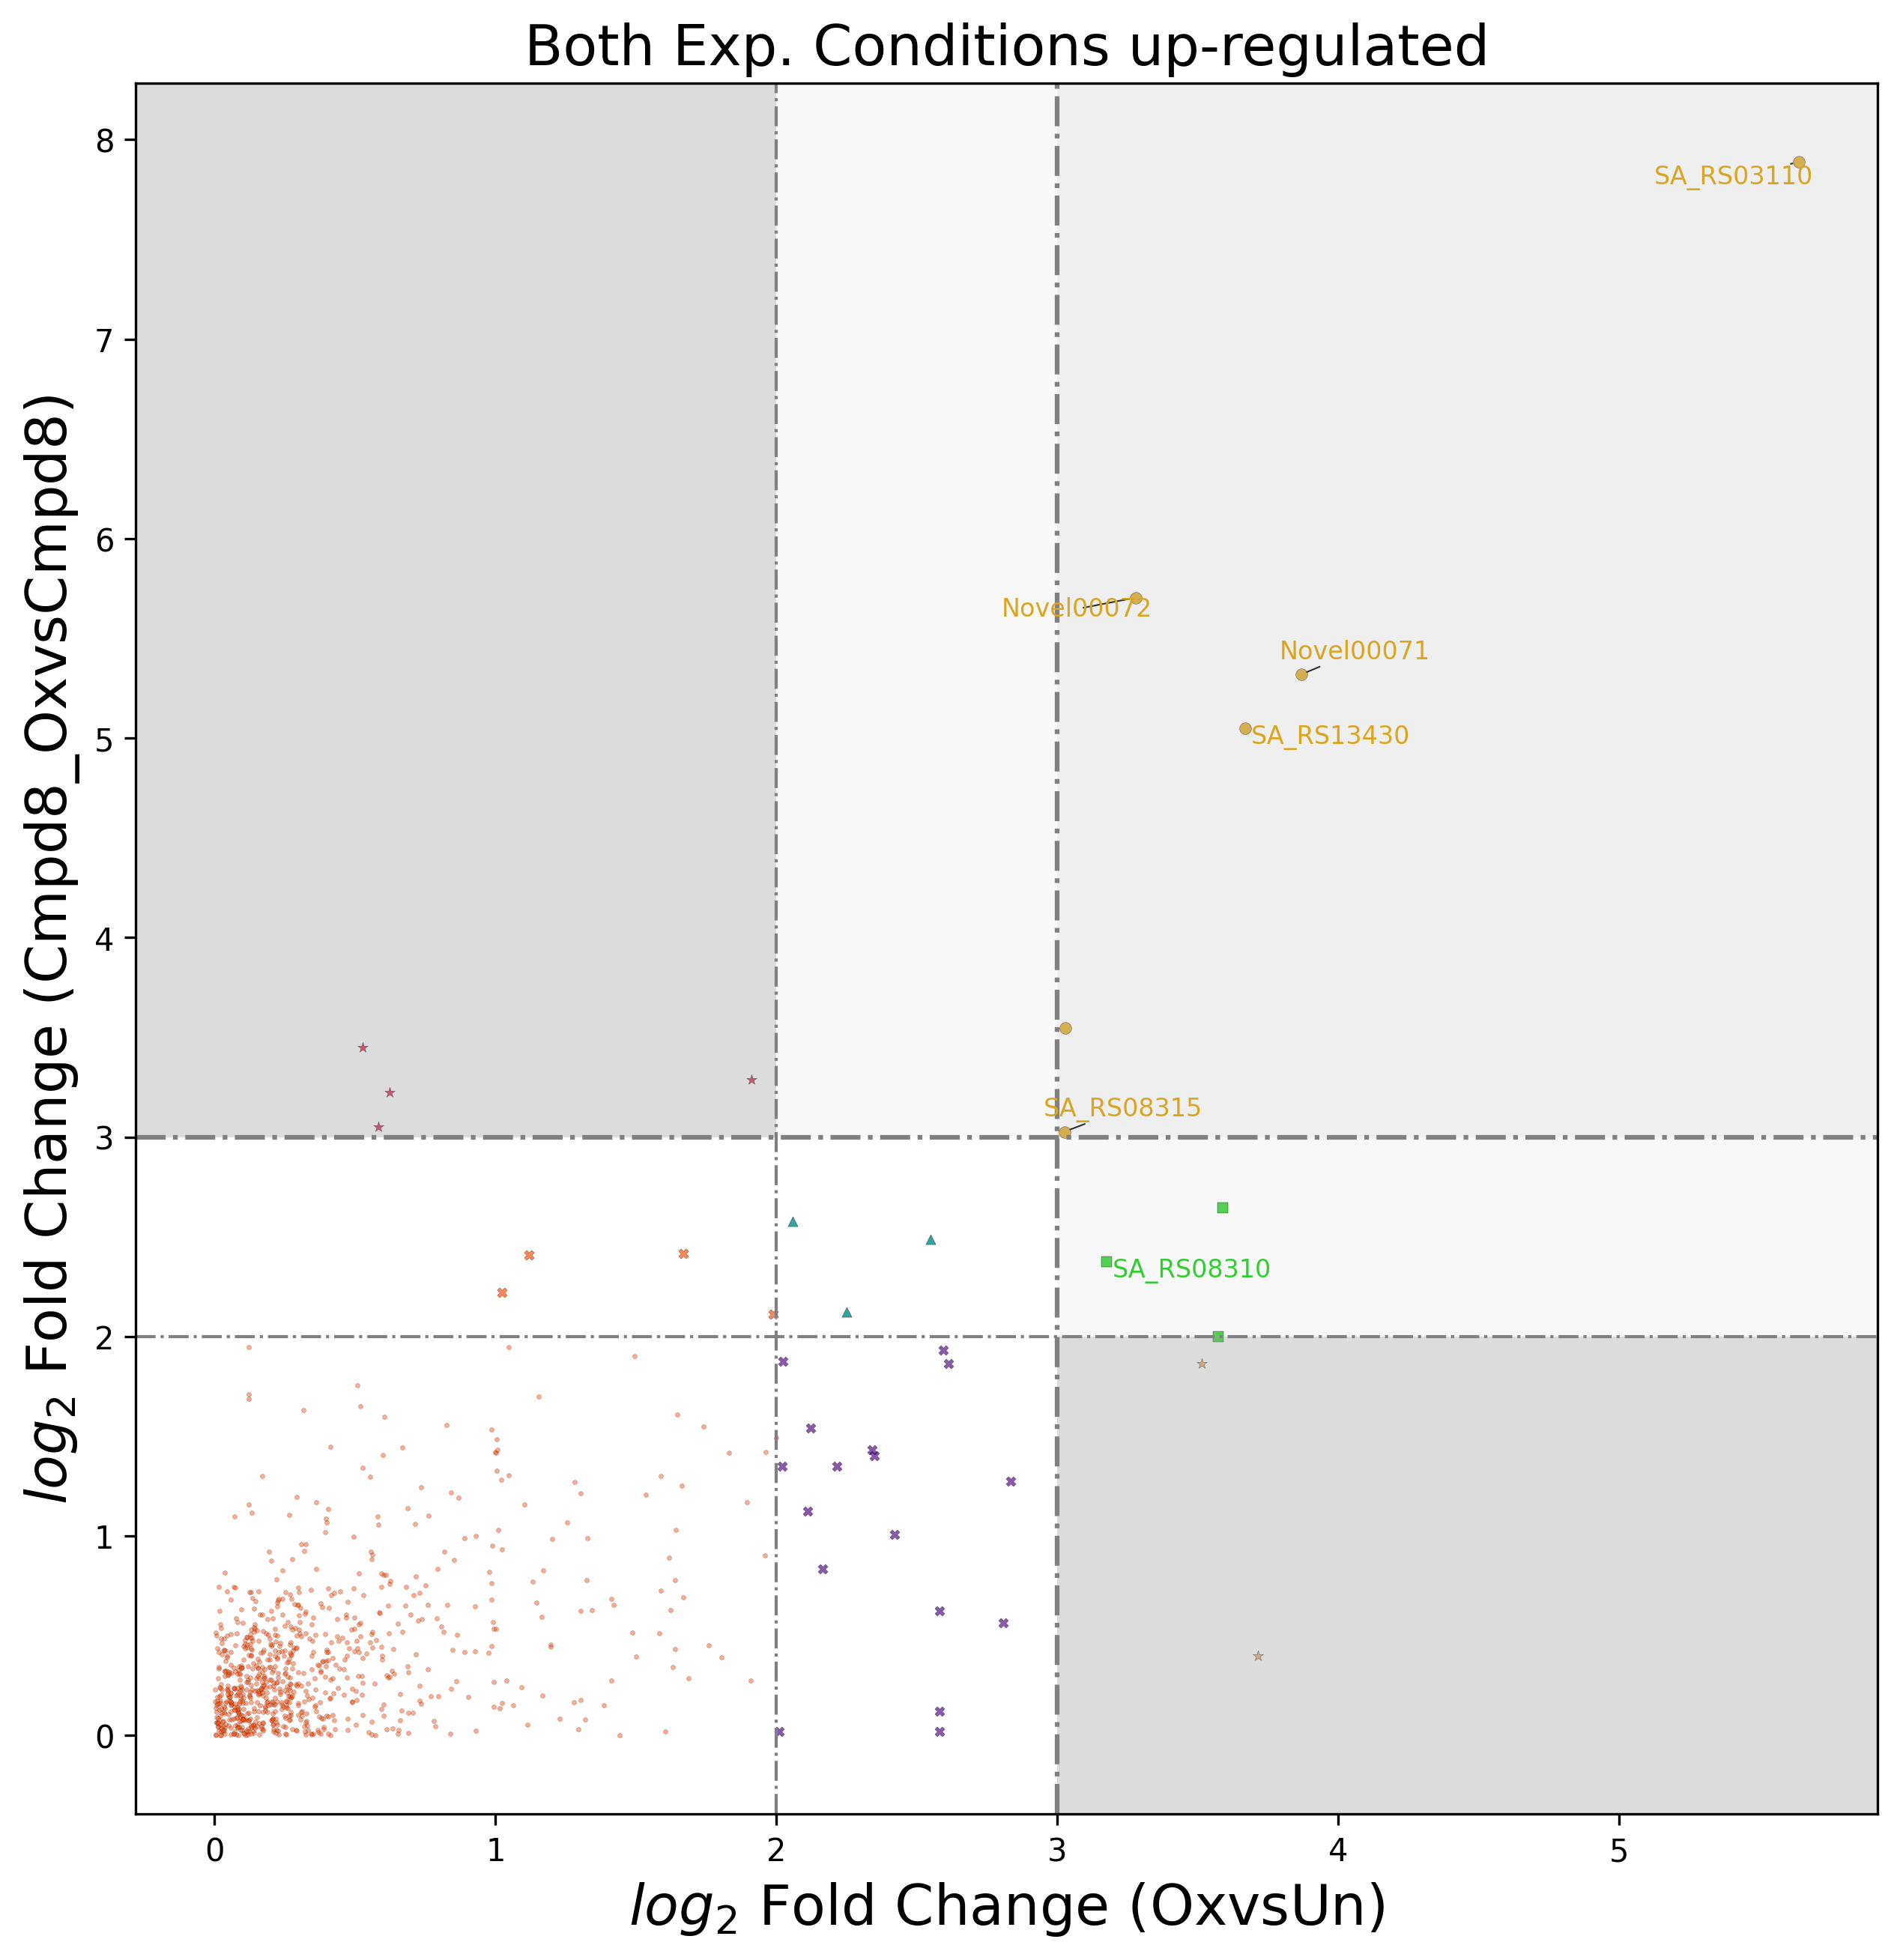 Both Exp. Conditions up-regulated
log2 Fold Change (Cmpd8_OxvsCmpd8)
8
7
6
5
4
3
2
1
0
SA_RS03110
Novel00072
Novel00071
SA_RS13430
SA_RS08315
SA_RS08310
0 1 2 3 4 5
log2 Fold Change (OxvsUn)